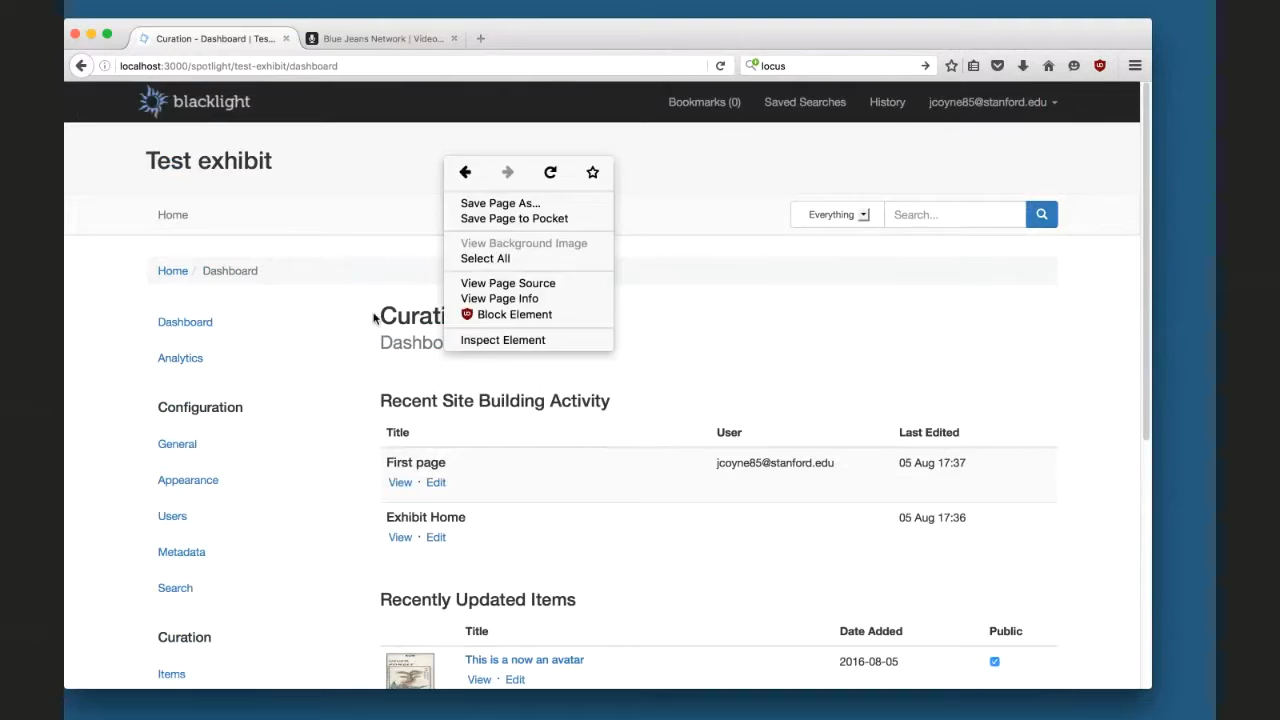 Curation - Dashboard | Tes...
Blue Jeans Network | Video...
localhost:3000/spotlight/test-exhibit/dashboard
locus
blacklight
Bookmarks (0)
Saved Searches
History
jcoyne85@stanford.edu
Test exhibit
Save Page As...
Save Page to Pocket
Home
Everything
Search...
View Background Image
Select All
Home / Dashboard
View Page Source
View Page Info
Block Element
Inspect Element
Curati
Dashbo
Dashboard
Analytics
Configuration
General
Appearance
Users
Metadata
Search
Curation
Items
Recent Site Building Activity
Title User Last Edited
First page jcoyne85@stanford.edu 05 Aug 17:37
View · Edit
Exhibit Home 05 Aug 17:36
View · Edit
Recently Updated Items
Title Date Added Public
This is a now an avatar 2016-08-05
View · Edit